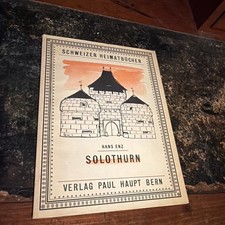 SCHWEIZER HEIMATBÜCHER
HANS ENZ
SOLOTHURN
VERLAG PAUL HAUPT BERN